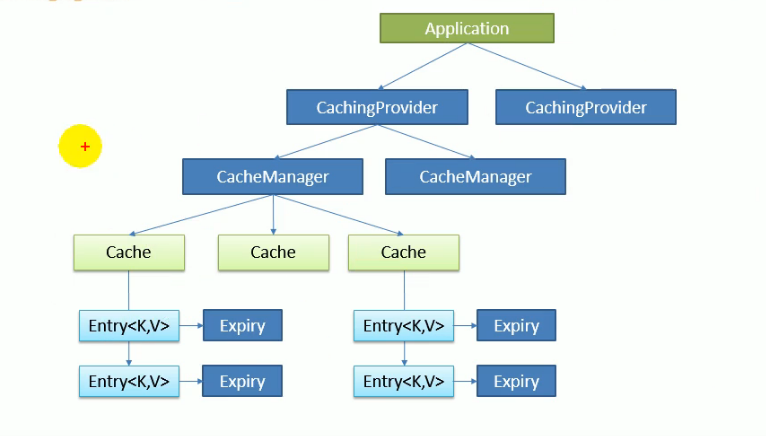 Application
CachingProvider
CachingProvider
CacheManager
CacheManager
Cache
Cache
Cache
Entry<K,V>
Expiry
Entry<K,V>
Expiry
Entry<K,V>
Expiry
Entry<K,V>
Expiry